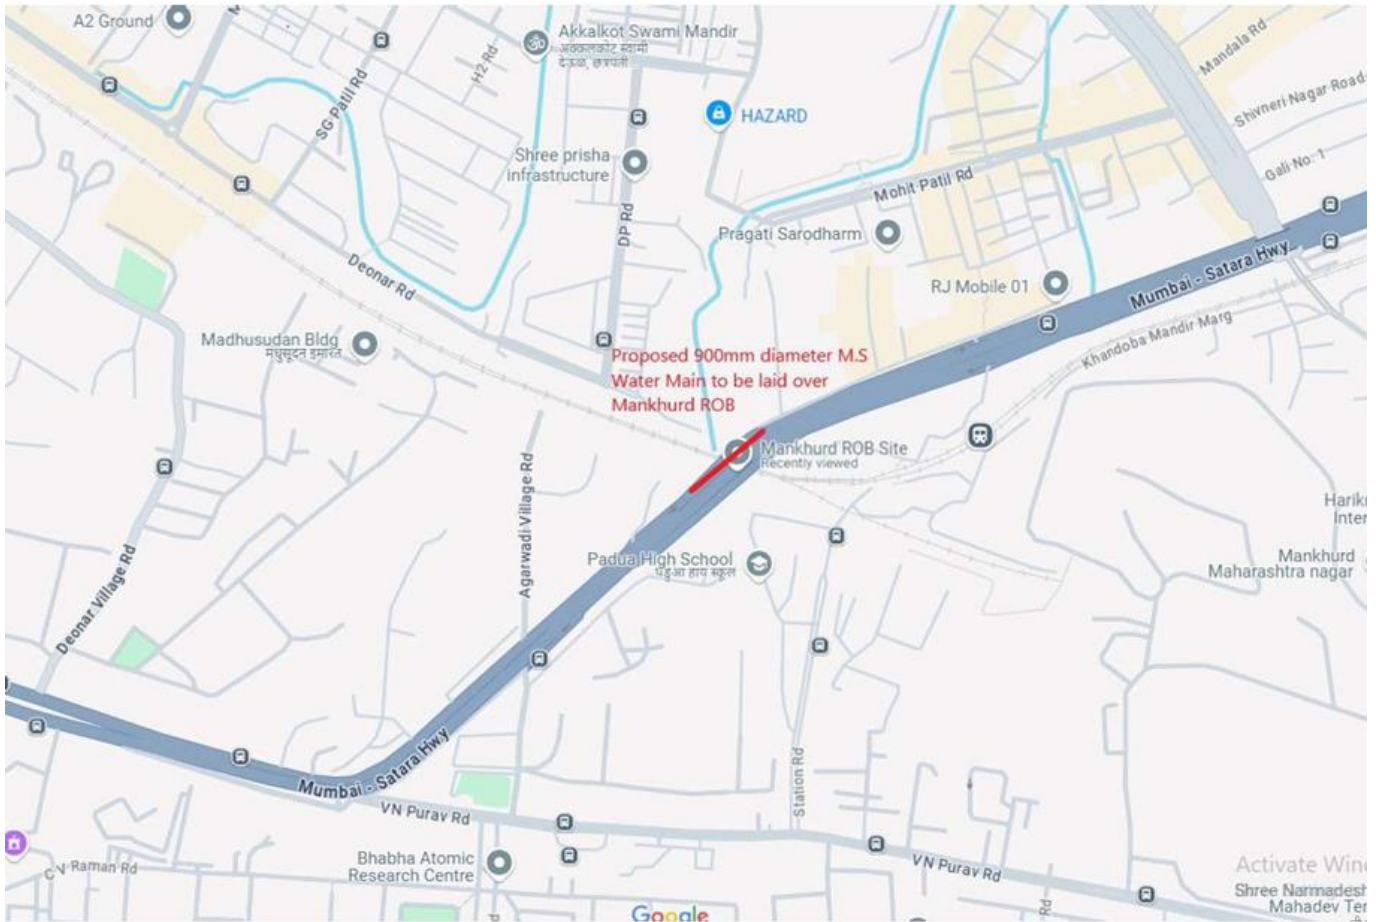 A2 Ground
Akkalkot Swami Mandir
अक्कलकोट स्वामी
देऊळ, छत्रपती
H2 Rd
SG Patil Rd
Mandala Rd
Shivneri Nagar Road
Gali No. 1
HAZARD
Shree prisha
infrastructure
DP Rd
Mohit Patil Rd
Pragati Sarodharm
Deonar Rd
RJ Mobile 01
Mumbai - Satara Hwy
Khandoba Mandir Marg
Madhusudan Bldg
मधुसूदन इमारत
Proposed 900mm diameter M.S
Water Main to be laid over
Mankhurd ROB
Mankhurd ROB Site
Recently viewed
Agarwadi Village Rd
Padua High School
पडुआ हाय स्कूल
Inter
Mankhurd
Maharashtra nagar
Deonar Village Rd
Mumbai - Satara Hwy
VN Purav Rd
Station Rd
VN Purav Rd
C V Raman Rd
Bhabha Atomic
Research Centre
Activate Win
Shree Narmadesh
Mahadev Ter
Rd
Rd
Google